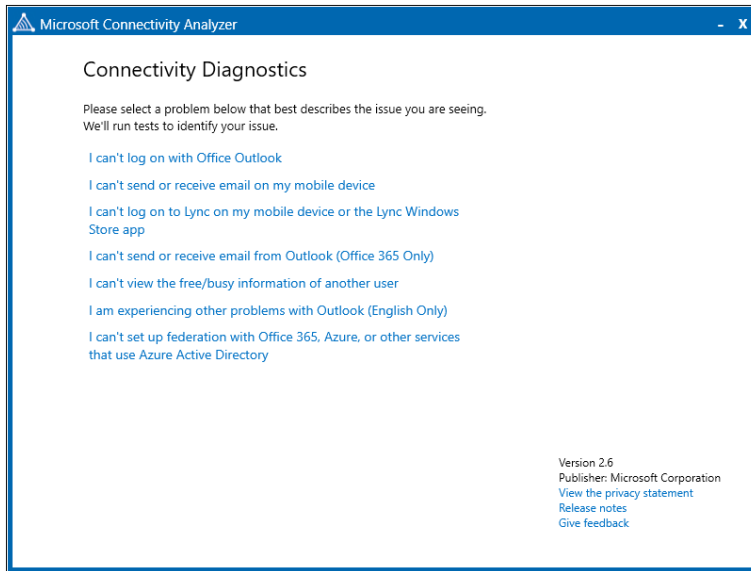 Microsoft Connectivity Analyzer
- X
Connectivity Diagnostics
Please select a problem below that best describes the issue you are seeing.
We'll run tests to identify your issue.
I can't log on with Office Outlook
I can't send or receive email on my mobile device
I can't log on to Lync on my mobile device or the Lync Windows
Store app
I can't send or receive email from Outlook (Office 365 Only)
I can't view the free/busy information of another user
I am experiencing other problems with Outlook (English Only)
I can't set up federation with Office 365, Azure, or other services
that use Azure Active Directory
Version 2.6
Publisher: Microsoft Corporation
View the privacy statement
Release notes
Give feedback